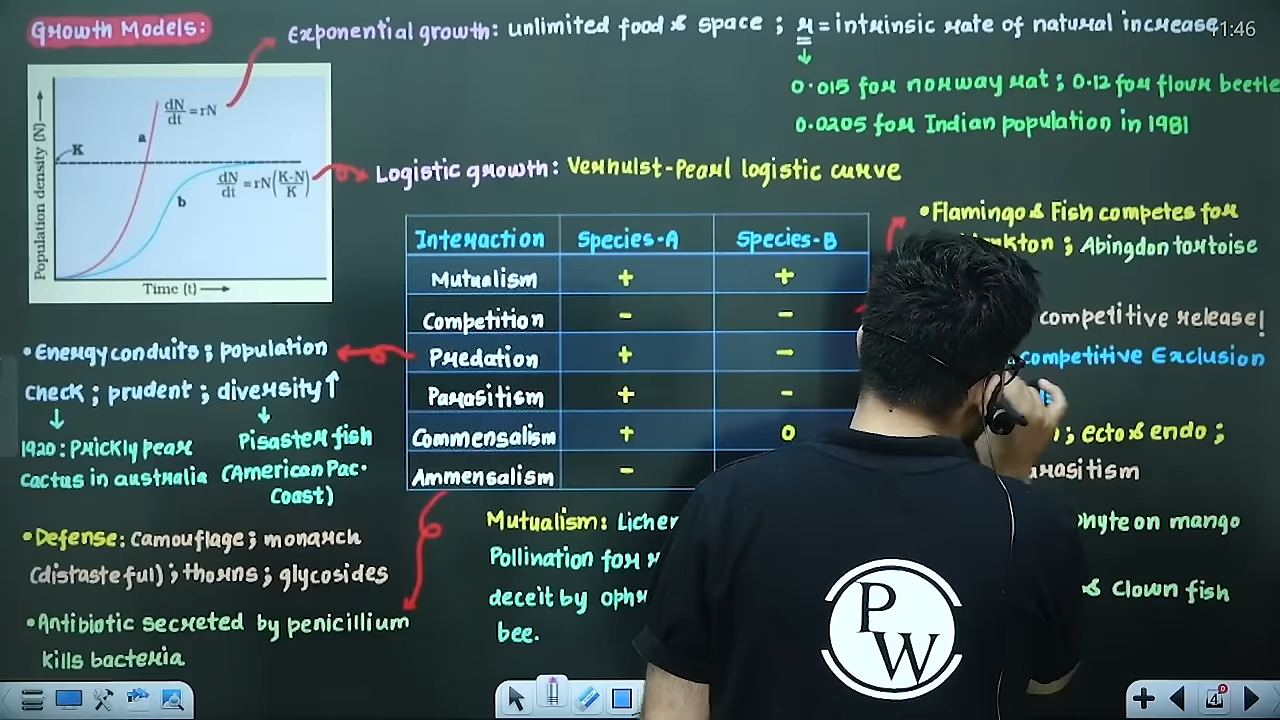 Growth Models:
Exponential growth: unlimited food & space ; r = intrinsic rate of natural increase
11:46
0.015 for norway rat ; 0.12 for flour beetle
0.0205 for Indian population in 1981
Population density (N)
K
a
dN/dt = rN
dN/dt = rN(K-N/K)
b
Time (t)
Logistic growth: Verhulst-Pearl logistic curve
Interaction Species-A Species-B
Mutualism + +
Competition - -
Predation + -
Parasitism + -
Commensalism + 0
Ammensalism -
•Flamingo & Fish competes for
; Abingdon tortoise
competitive release!
competitive Exclusion
; ecto & endo ;
on mango
& Clown fish
•Energy conduits ; population
check ; prudent ; diversity↑
1920: Prickly pear
cactus in australia
Pisaster fish
(American Pac.
Coast)
•Defense: camouflage ; monarch
(distasteful) ; thorns ; glycosides
•Antibiotic secreted by penicillium
kills bacteria
Mutualism:
Pollination for
deceit by
bee.
PW